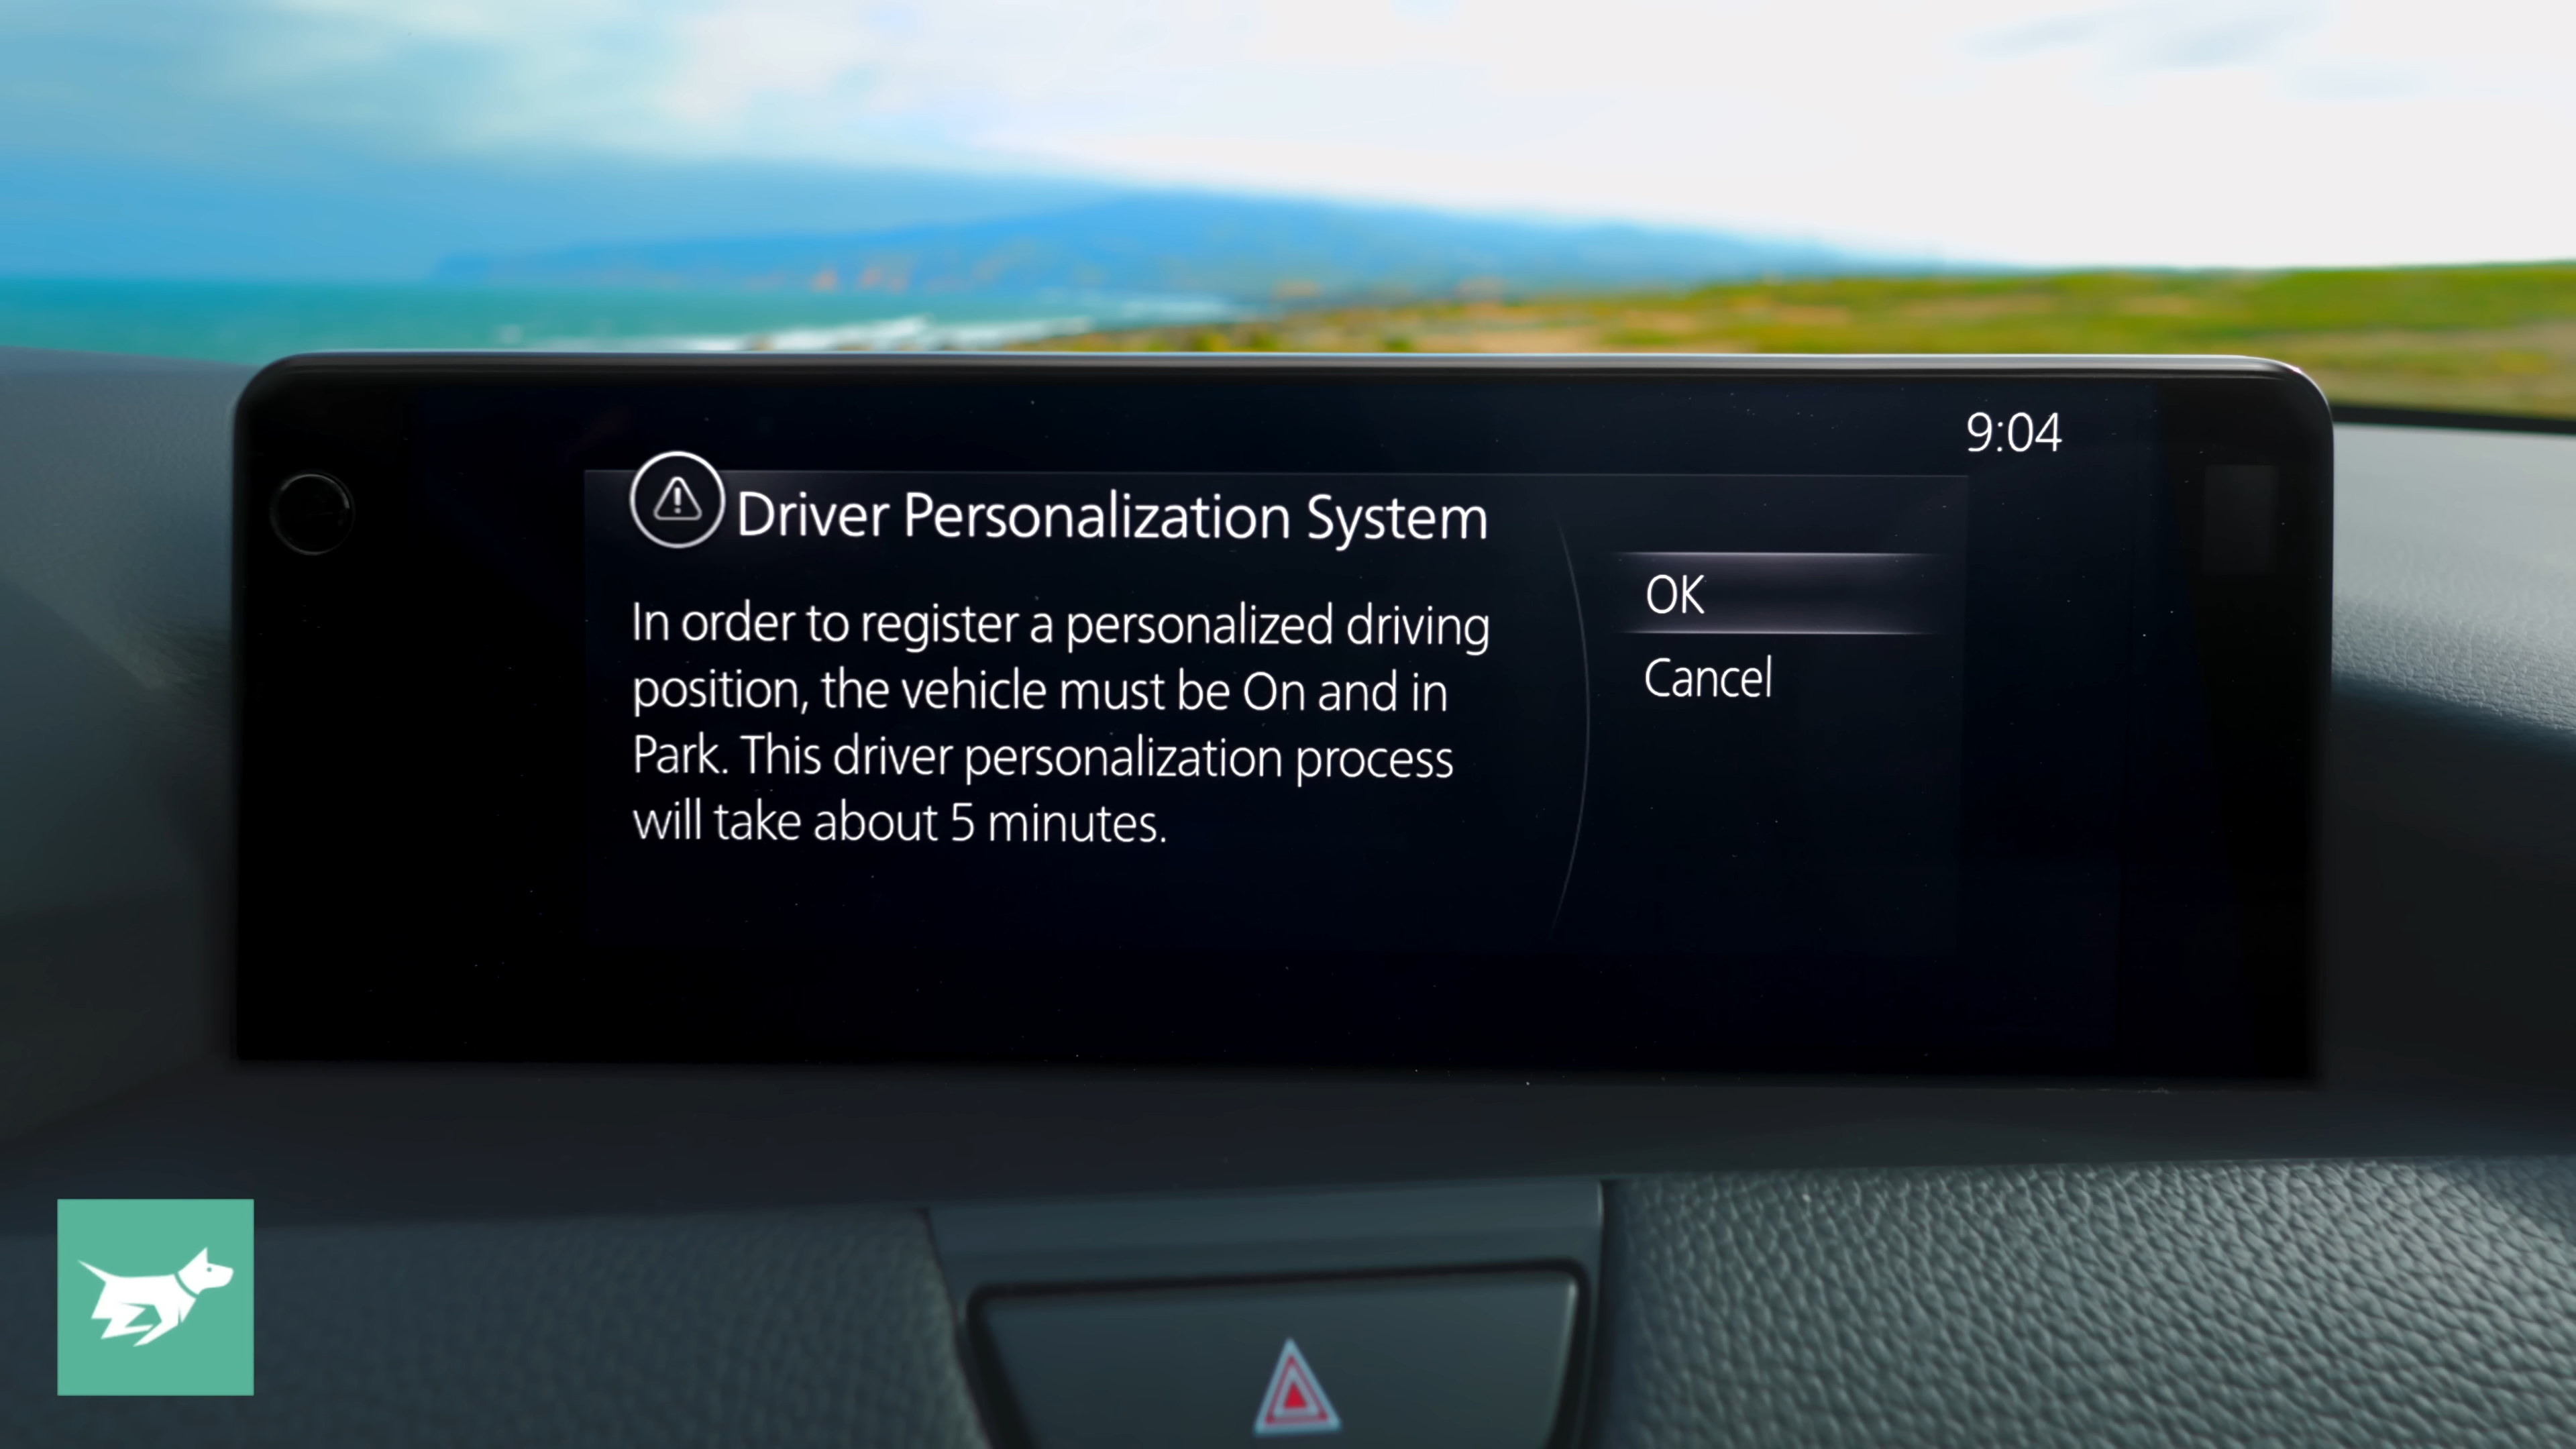 9:04
Driver Personalization System
In order to register a personalized driving
position, the vehicle must be On and in
Park. This driver personalization process
will take about 5 minutes.
OK
Cancel